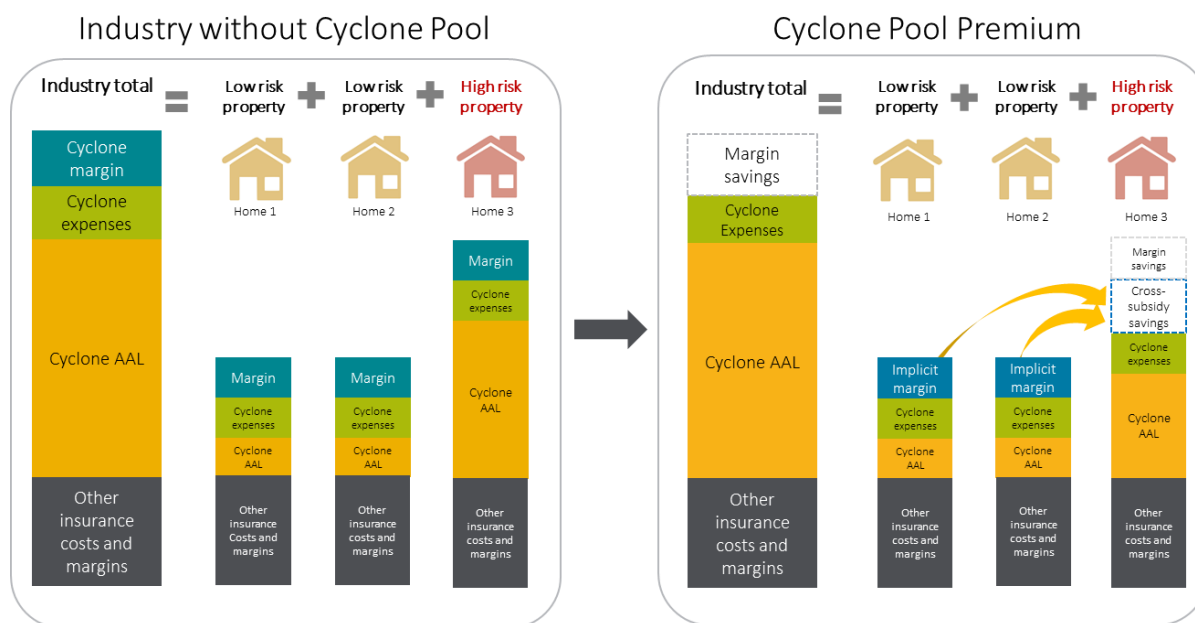 Industry without Cyclone Pool
Industry total
=
Low risk
property
+
Low risk
property
+
High risk
property
Home 1
Home 2
Home 3
Cyclone
margin
Cyclone
expenses
Cyclone AAL
Other
insurance
costs and
margins
Margin
Cyclone
expenses
Cyclone
AAL
Other
insurance
Costs and
margins
Margin
Cyclone
expenses
Cyclone
AAL
Other
insurance
costs and
margins
Margin
Cyclone
expenses
Cyclone
AAL
Other
insurance
costs and
margins
Cyclone Pool Premium
Industry total
=
Low risk
property
+
Low risk
property
+
High risk
property
Home 1
Home 2
Home 3
Margin
savings
Cyclone
Expenses
Cyclone AAL
Other
insurance
costs and
margins
Implicit
margin
Cyclone
expenses
Cyclone
AAL
Other
insurance
costs and
margins
Implicit
margin
Cyclone
expenses
Cyclone
AAL
Other
insurance
costs and
margins
Margin
savings
Cross-
subsidy
savings
Cyclone
expenses
Cyclone
AAL
Other
insurance
costs and
margins